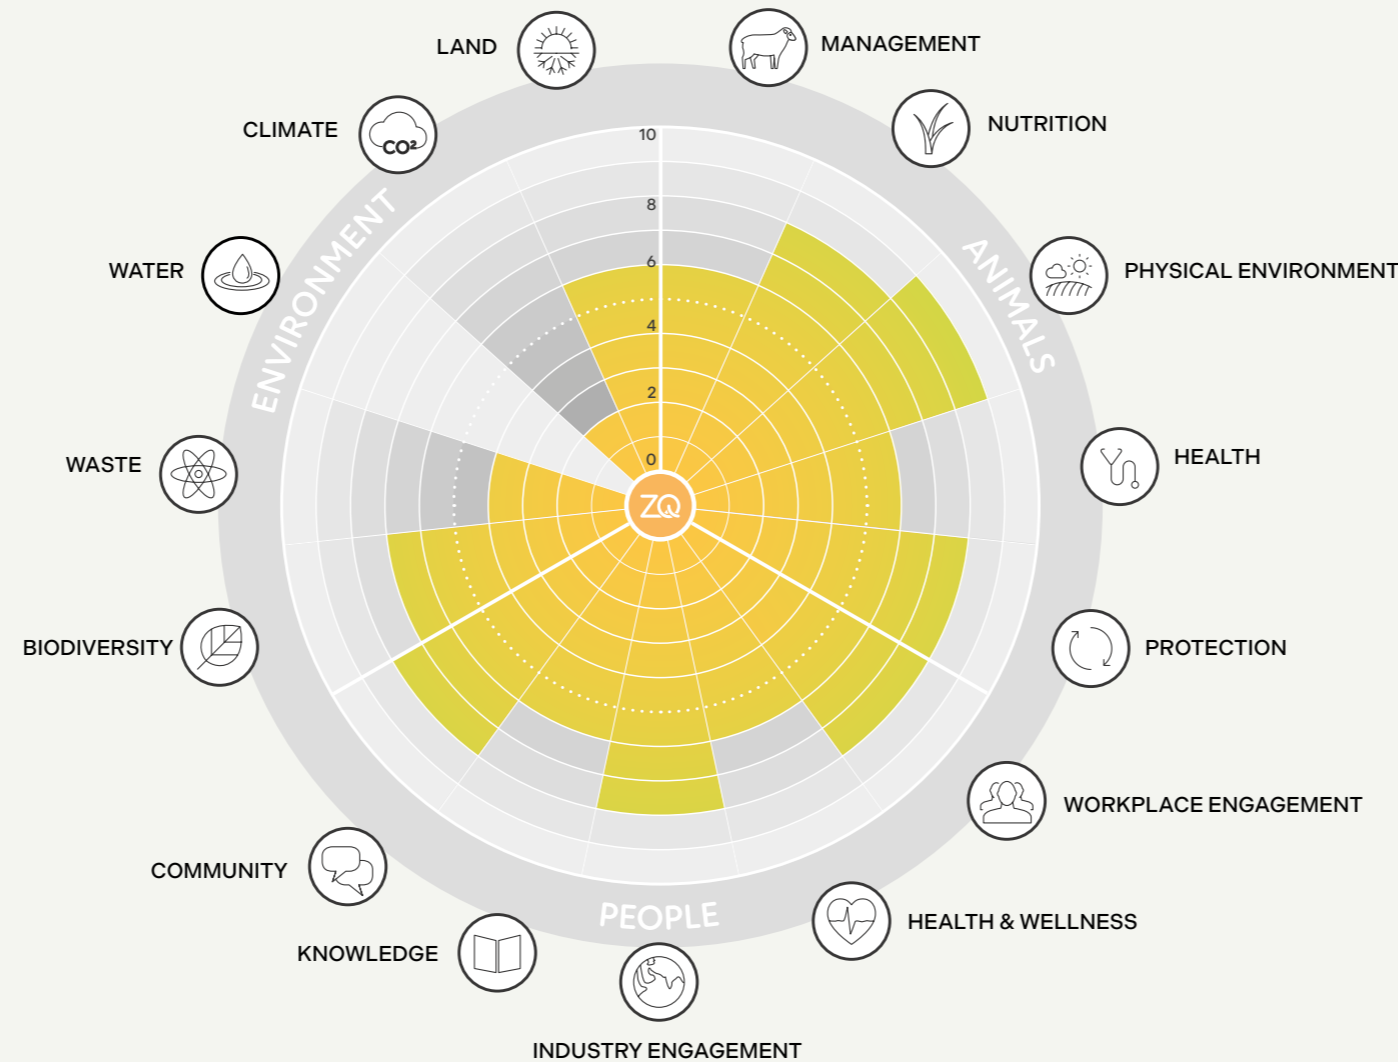 LAND
MANAGEMENT
CLIMATE
CO²
NUTRITION
10
8
6
4
2
0
ENVIRONMENT
ANIMALS
WATER
PHYSICAL ENVIRONMENT
WASTE
HEALTH
ZQ
BIODIVERSITY
PROTECTION
WORKPLACE ENGAGEMENT
COMMUNITY
PEOPLE
HEALTH & WELLNESS
KNOWLEDGE
INDUSTRY ENGAGEMENT